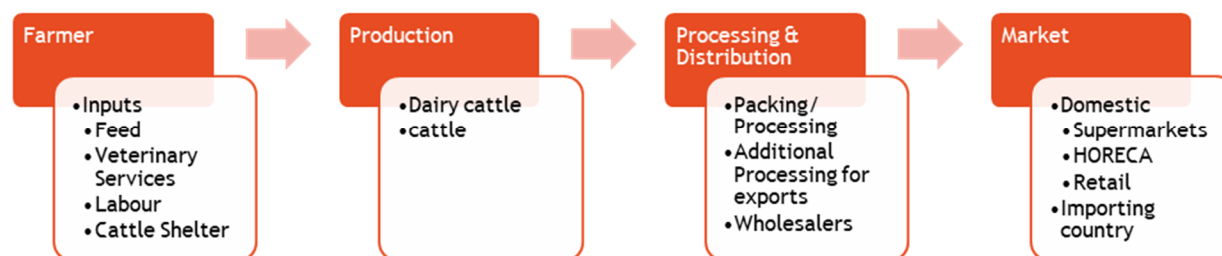 Farmer
•Inputs
•Feed
•Veterinary
Services
•Labour
•Cattle Shelter
Production
•Dairy cattle
•cattle
Processing &
Distribution
•Packing/
Processing
•Additional
Processing for
exports
•Wholesalers
Market
•Domestic
•Supermarkets
•HORECA
•Retail
•Importing
country